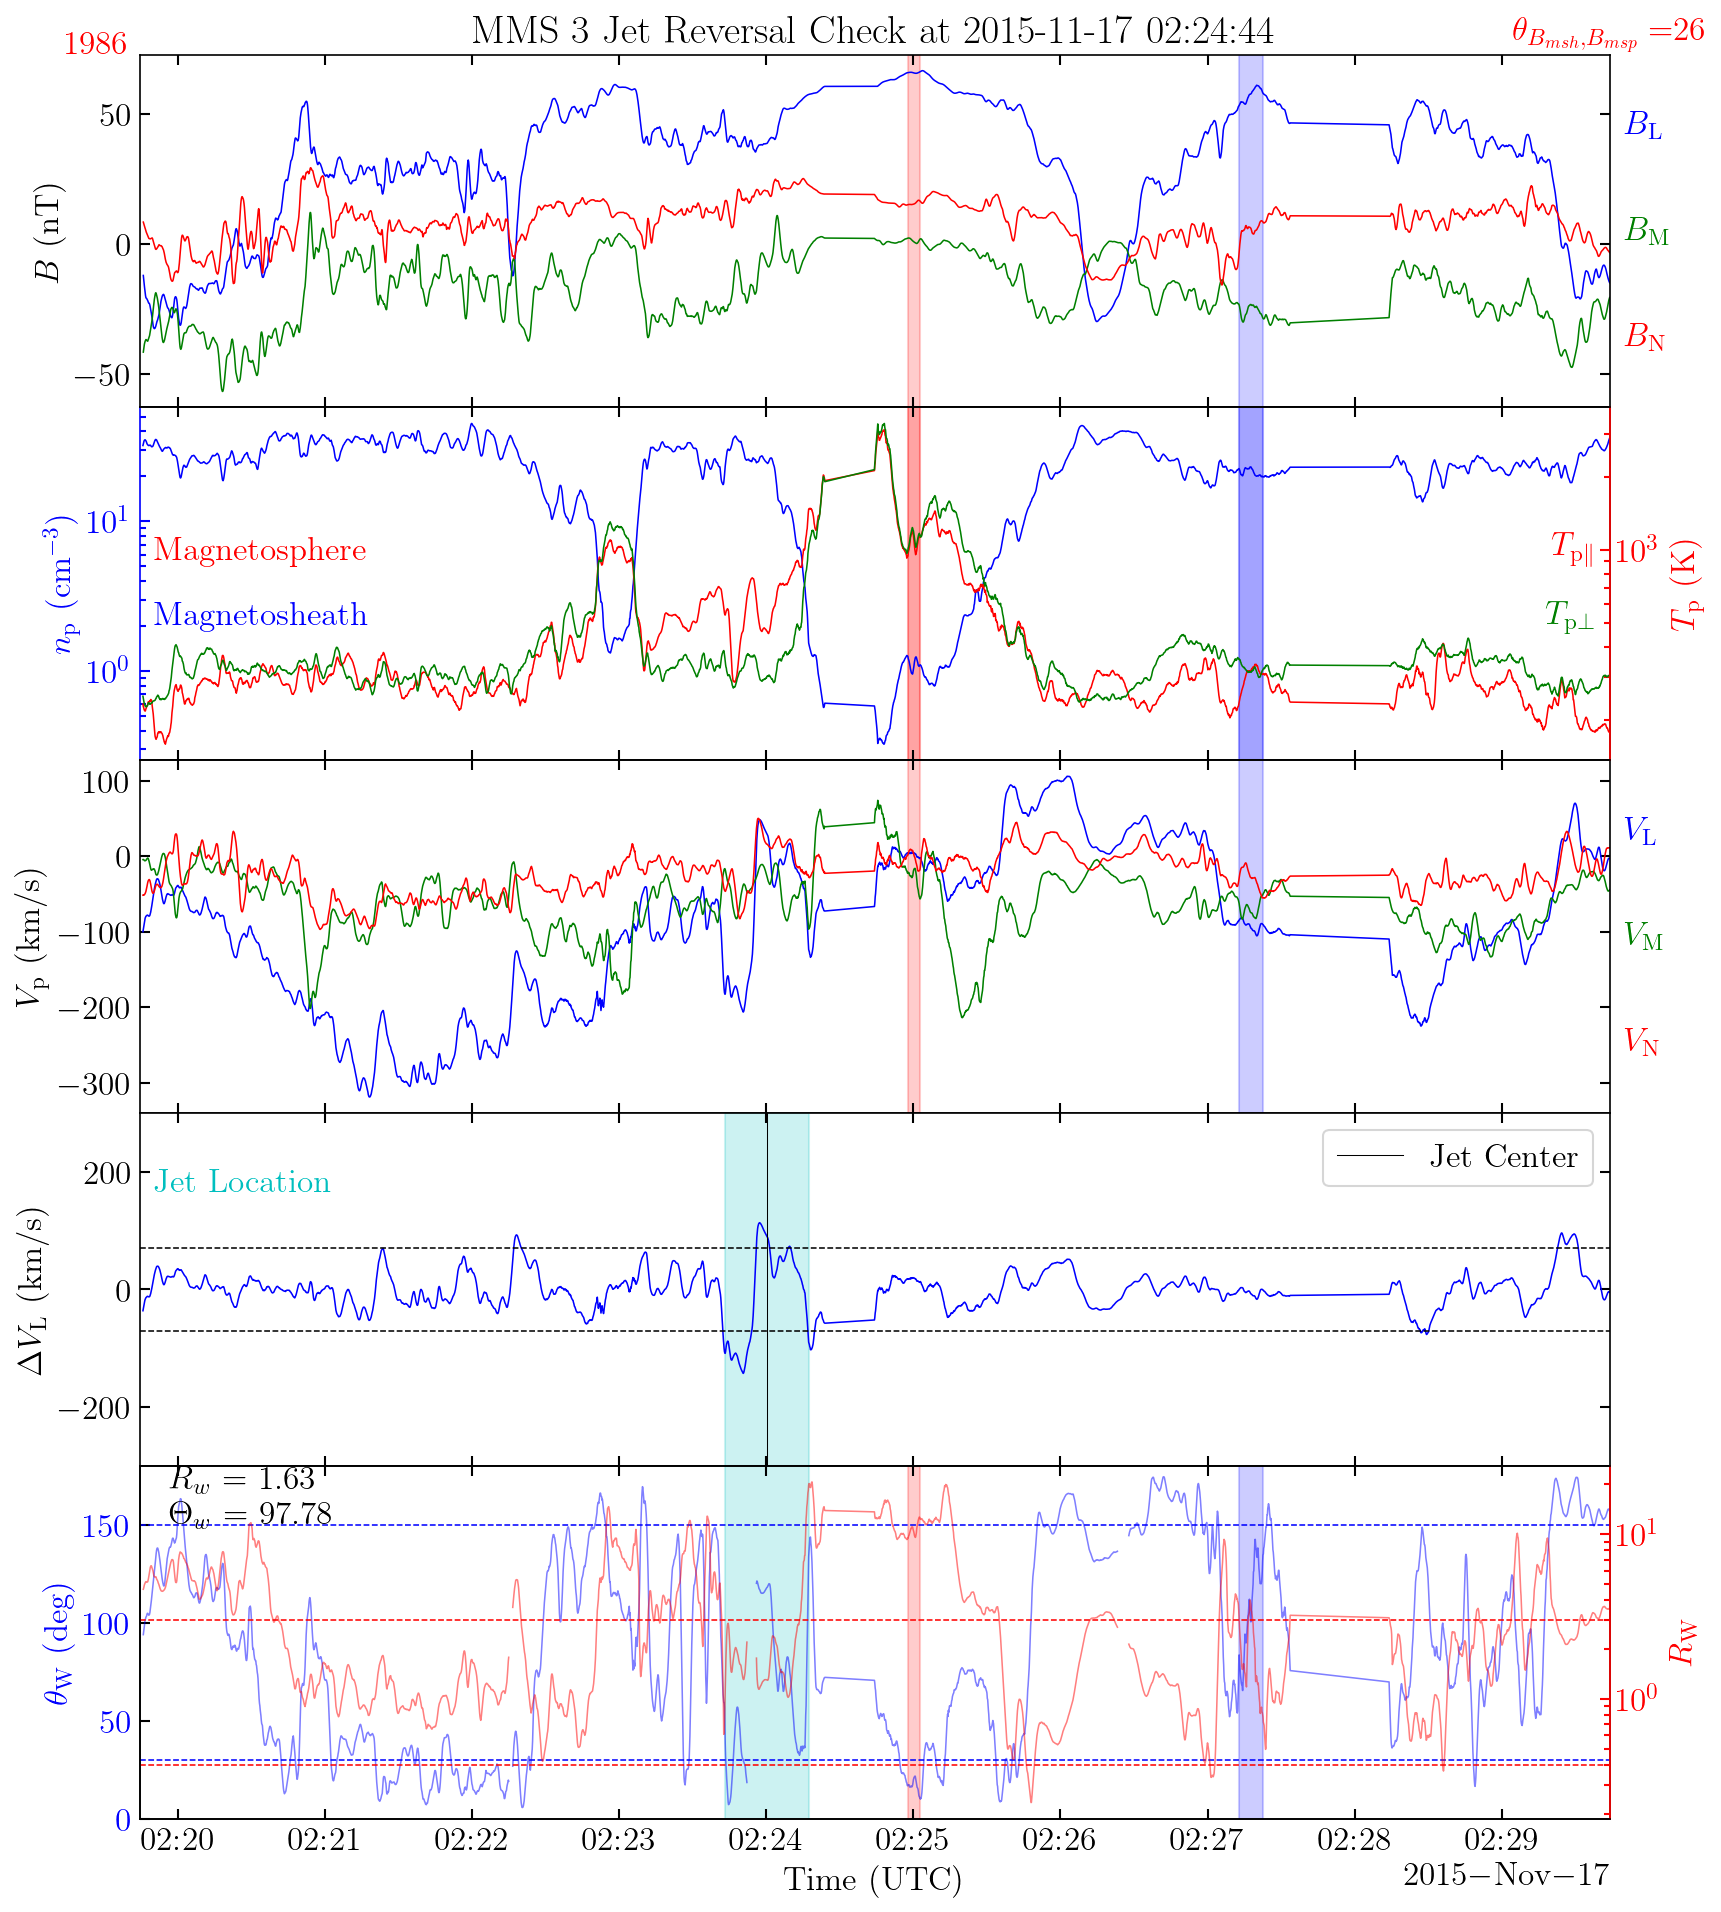 MMS 3 Jet Reversal Check at 2015-11-17 02:24:44
1986
θ_{B_{msh},B_{msp}} =26
50
0
−50
B (nT)
B_L
B_M
B_N
10^1
10^0
n_p (cm^{−3})
Magnetosphere
Magnetosheath
T_{p∥}
T_{p⊥}
10^3
T_p (K)
100
0
−100
−200
−300
V_p (km/s)
V_L
V_M
V_N
200
0
−200
ΔV_L (km/s)
Jet Location
Jet Center
R_w = 1.63
Θ_w = 97.78
150
100
50
0
θ_W (deg)
10^1
10^0
R_W
02:20 02:21 02:22 02:23 02:24 02:25 02:26 02:27 02:28 02:29
Time (UTC)
2015−Nov−17